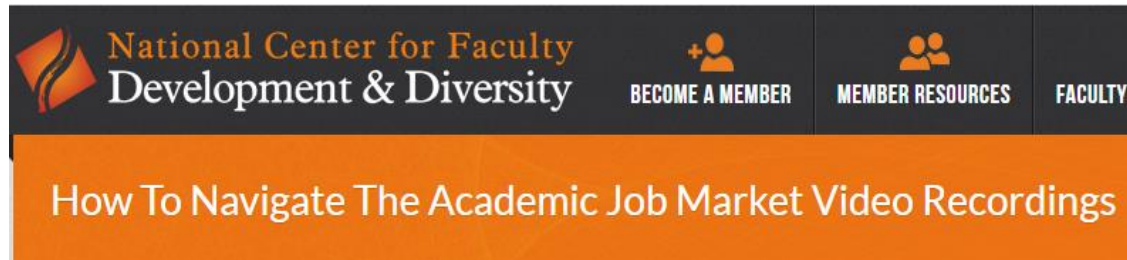 National Center for Faculty
Development & Diversity
BECOME A MEMBER
MEMBER RESOURCES
FACULTY
How To Navigate The Academic Job Market Video Recordings